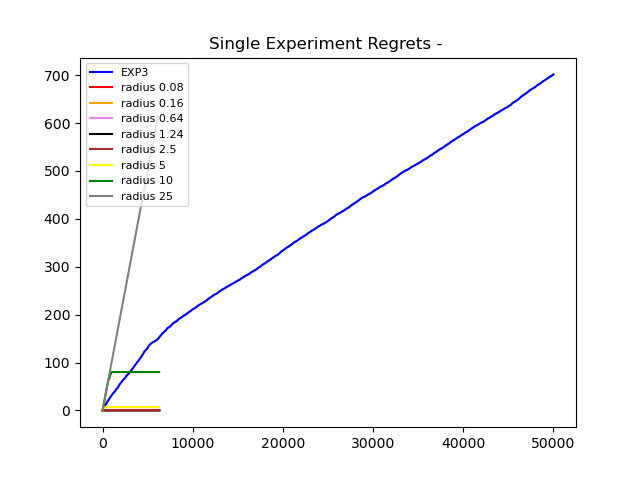 Single Experiment Regrets -
EXP3
radius 0.08
radius 0.16
radius 0.64
radius 1.24
radius 2.5
radius 5
radius 10
radius 25
700
600
500
400
300
200
100
0
0 10000 20000 30000 40000 50000